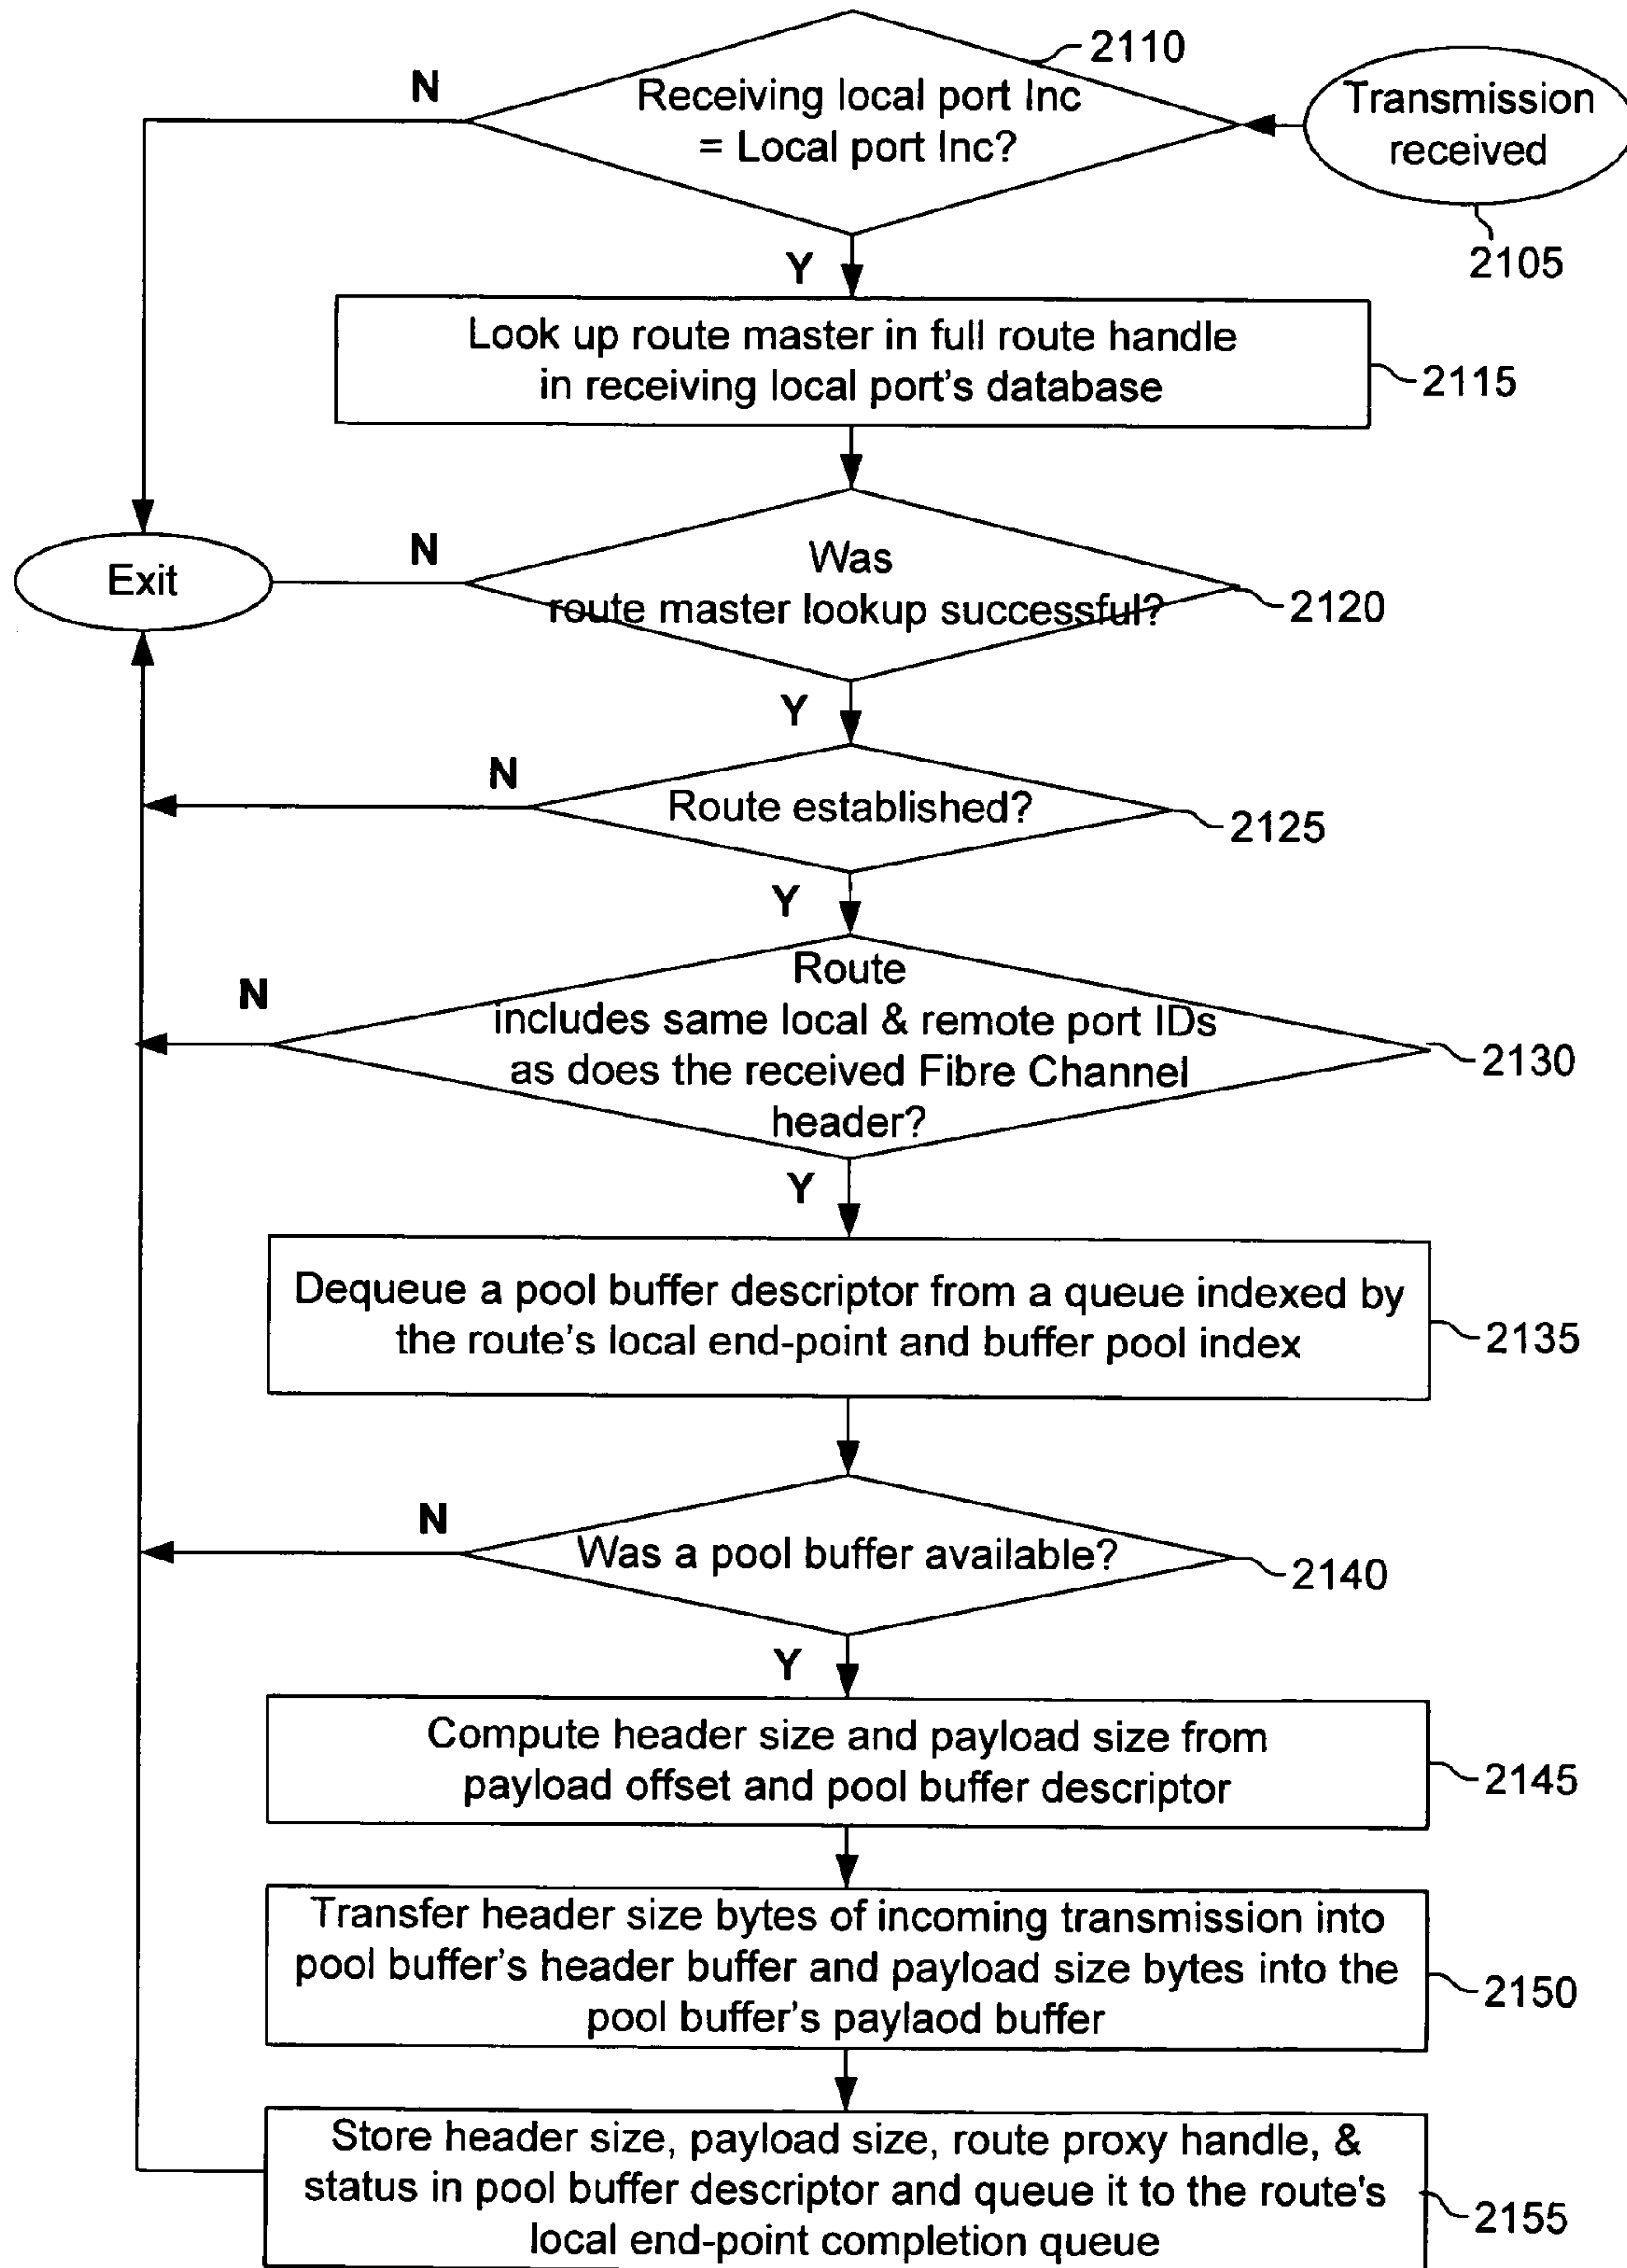 2110
N
Receiving local port Inc
= Local port Inc?
Transmission
received
2105
Y
Look up route master in full route handle
in receiving local port's database
2115
Exit
N
Was
route master lookup successful?
2120
Y
N
Route established?
2125
Y
N
Route
includes same local & remote port IDs
as does the received Fibre Channel
header?
2130
Y
Dequeue a pool buffer descriptor from a queue indexed by
the route's local end-point and buffer pool index
2135
N
Was a pool buffer available?
2140
Y
Compute header size and payload size from
payload offset and pool buffer descriptor
2145
Transfer header size bytes of incoming transmission into
pool buffer's header buffer and payload size bytes into the
pool buffer's paylaod buffer
2150
Store header size, payload size, route proxy handle, &
status in pool buffer descriptor and queue it to the route's
local end-point completion queue
2155